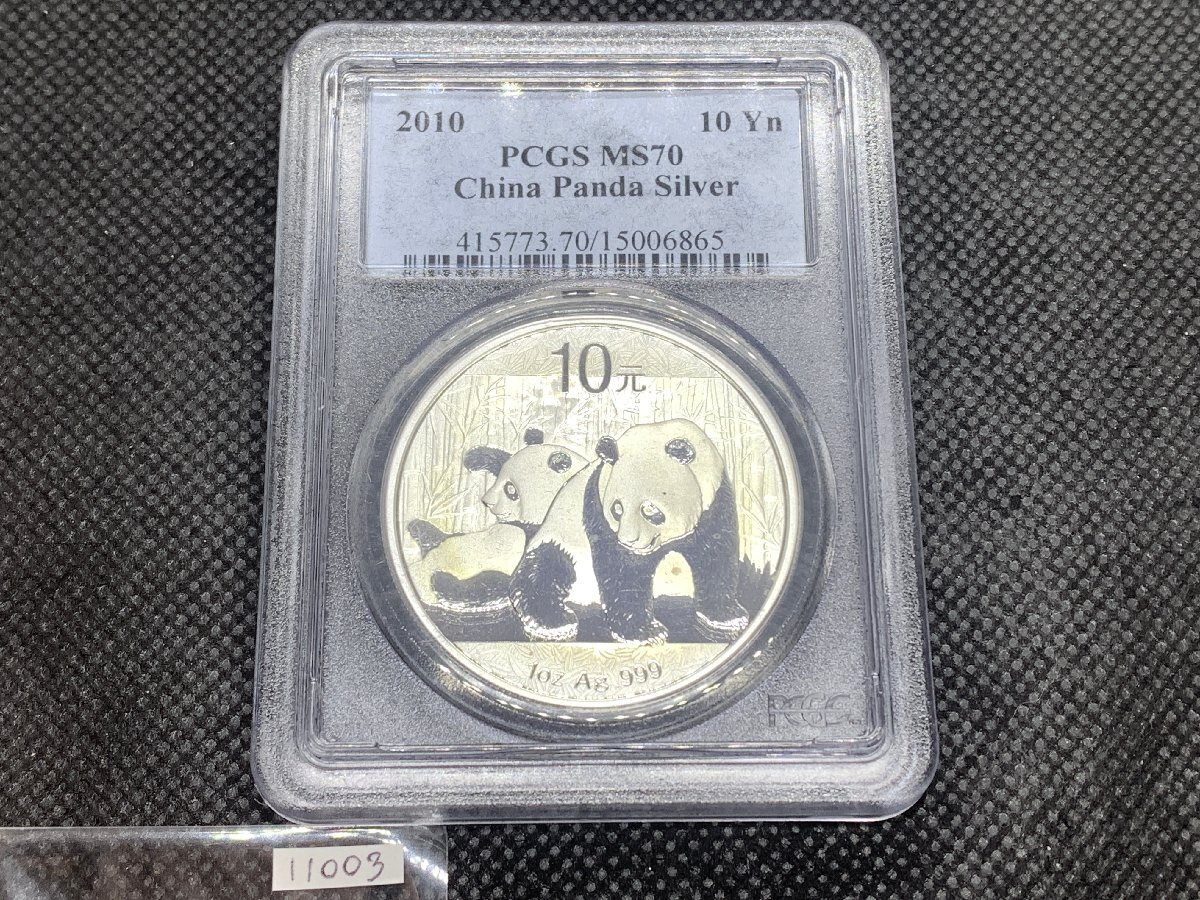 2010 10 Yn
PCGS MS70
China Panda Silver
415773.70/15006865
10元
1oz Ag 999
PCGS
11003